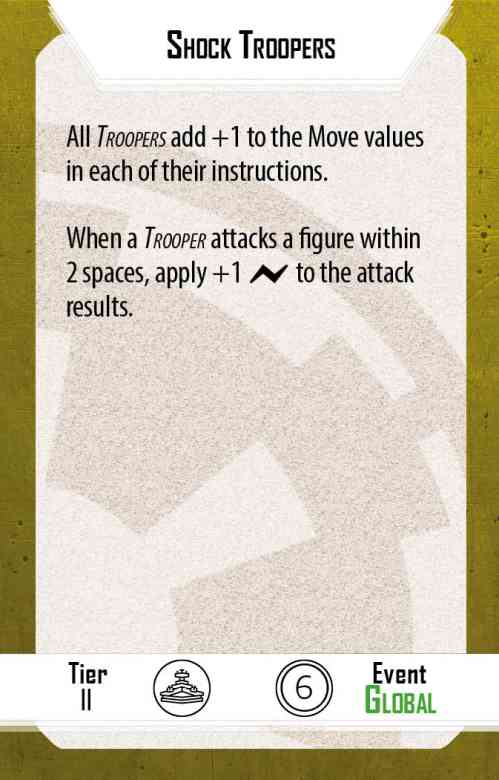 Shock Troopers
All Troopers add +1 to the Move values
in each of their instructions.
When a Trooper attacks a figure within
2 spaces, apply +1 to the attack
results.
Tier
II
6
Event
Global